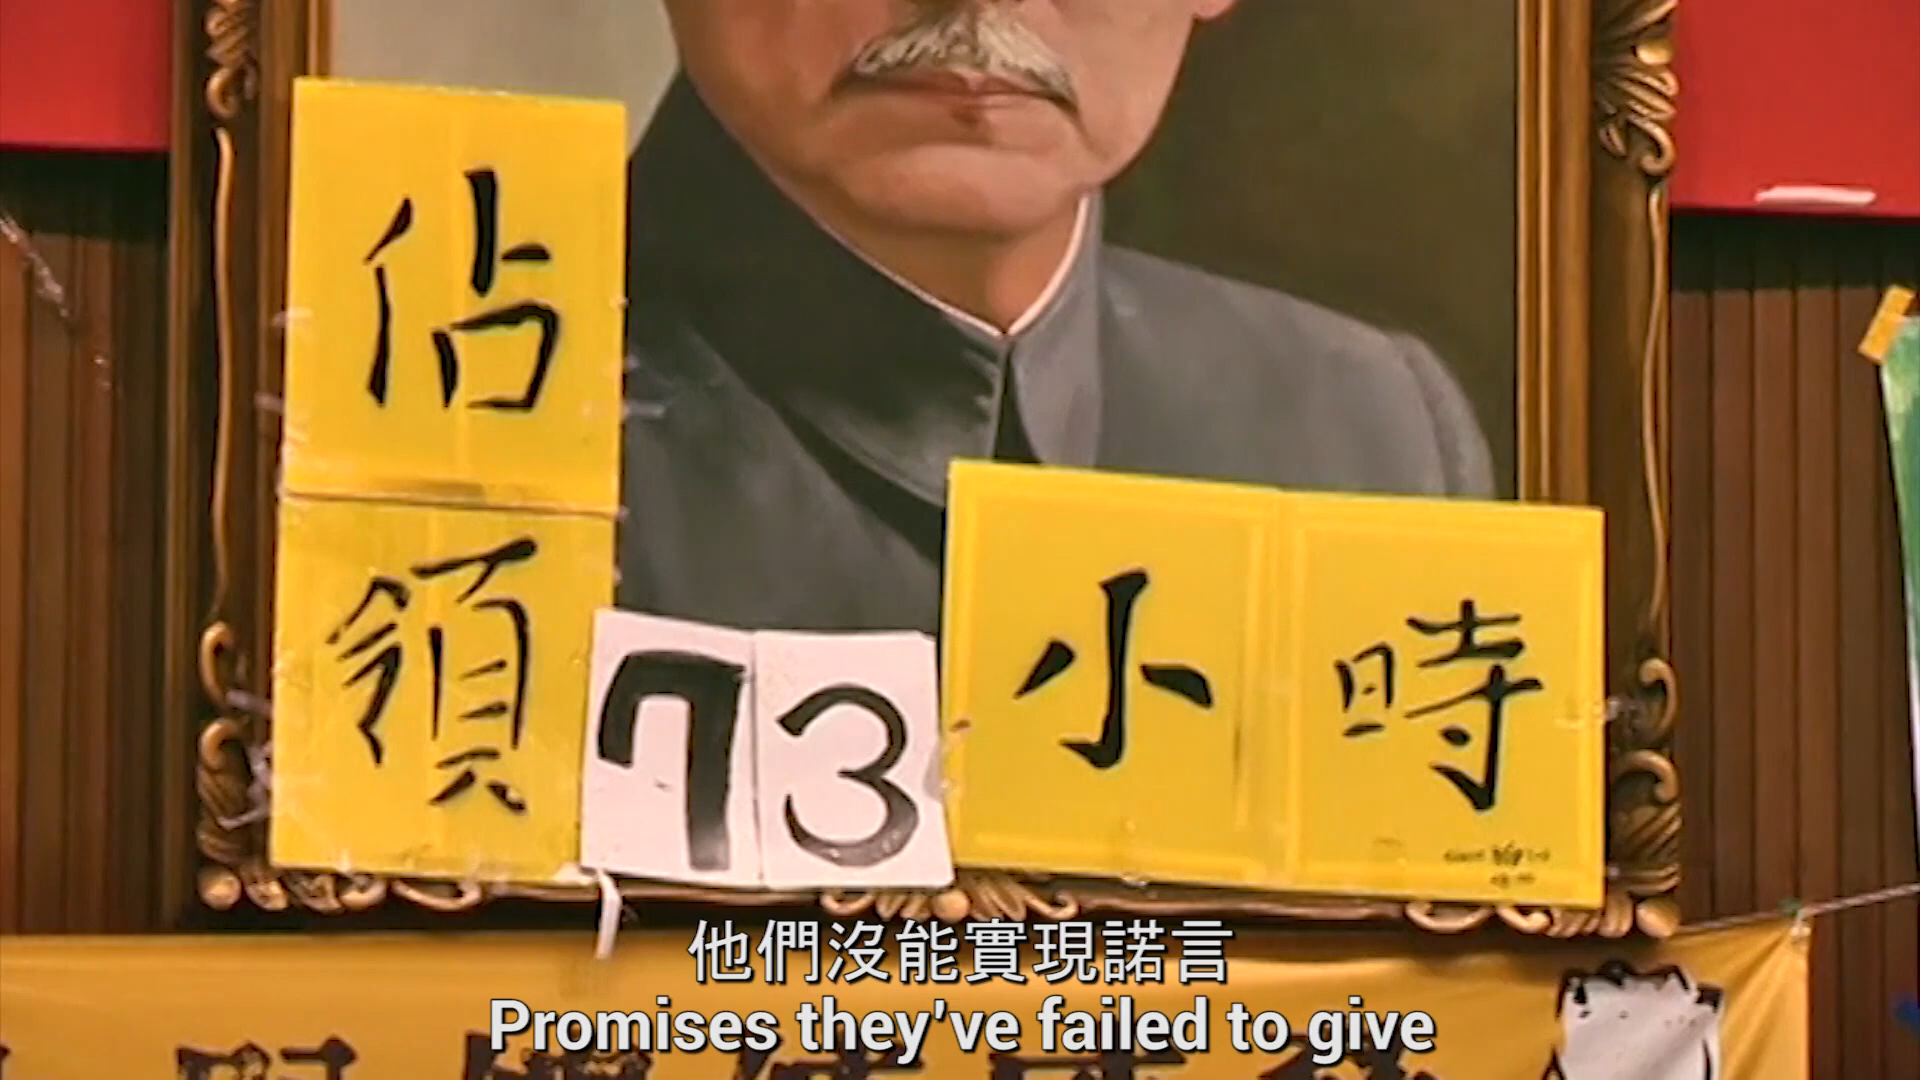 佔
領
73
小時
他們沒能實現諾言
Promises they've failed to give